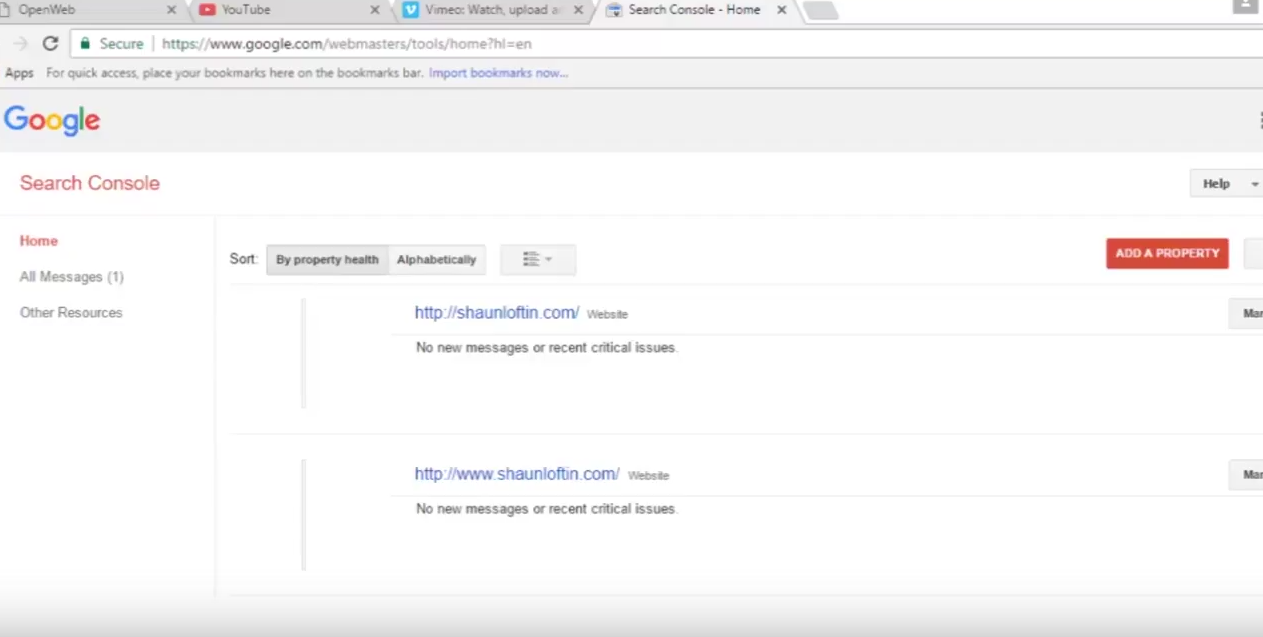 OpenWeb
YouTube
Vimeo: Watch, upload a
Search Console - Home
Secure
https://www.google.com/webmasters/tools/home?hl=en
Apps For quick access, place your bookmarks here on the bookmarks bar. Import bookmarks now...
Google
Search Console
Help
Home
All Messages (1)
Other Resources
Sort: By property health Alphabetically
ADD A PROPERTY
http://shaunloftin.com/ Website
Mar
No new messages or recent critical issues.
http://www.shaunloftin.com/ Website
Mar
No new messages or recent critical issues.